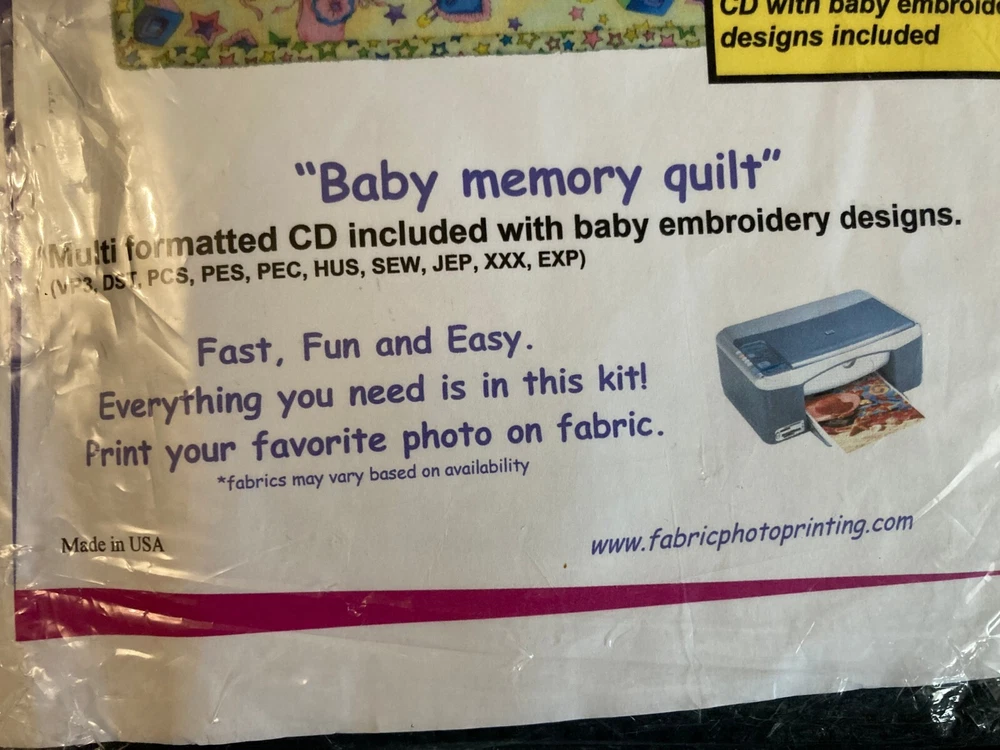 CD with baby
designs included
"Baby memory quilt"
Multi formatted CD included with baby embroidery designs.
(VP3, DST, PCS, PES, PEC, HUS, SEW, JEP, XXX, EXP)
Fast, Fun and Easy.
Everything you need is in this kit!
Print your favorite photo on fabric.
*fabrics may vary based on availability
Made in USA
www.fabricphotoprinting.com